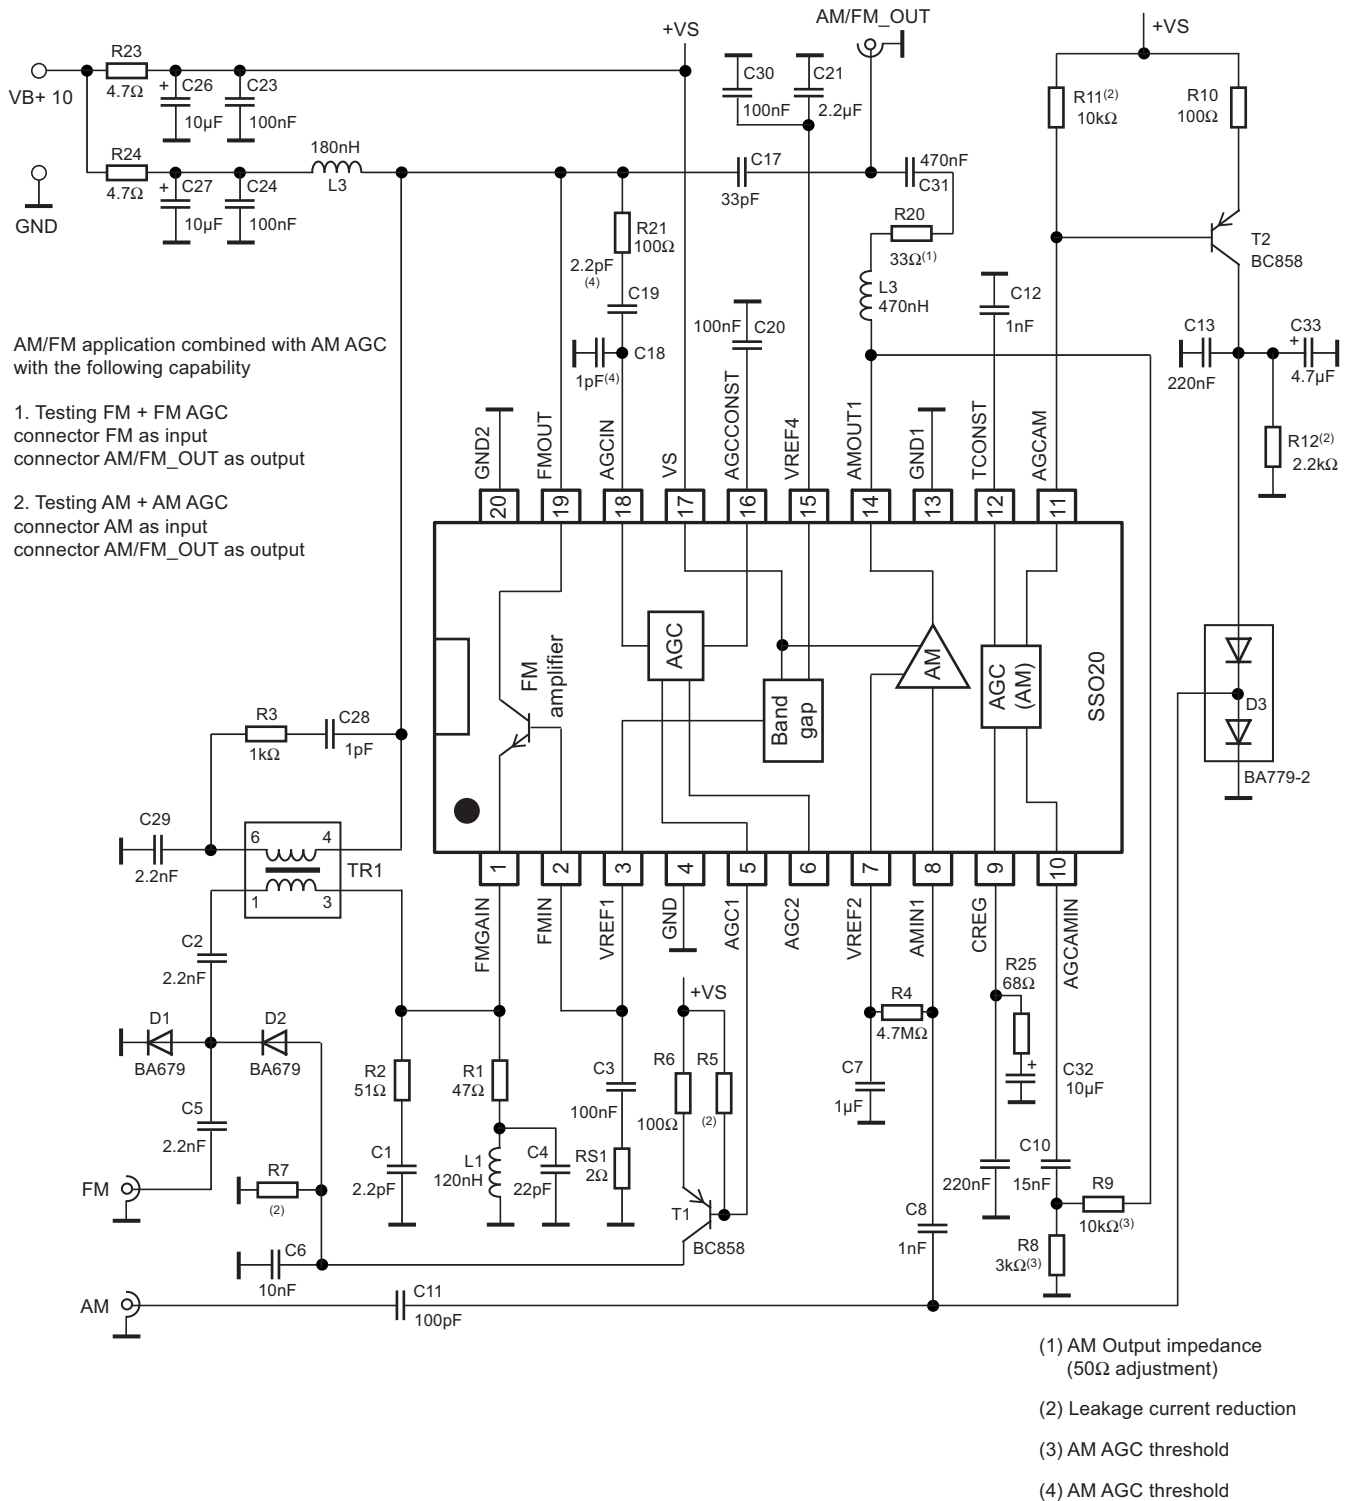 +VS
AM/FM_OUT
+VS
R23
4.7Ω
VB+ 10
+
C26
10µF
C23
100nF
C30
100nF
C21
2.2µF
R11(2)
10kΩ
R10
100Ω
R24
4.7Ω
+
C27
10µF
C24
100nF
180nH
L3
GND
C17
33pF
470nF
C31
R21
100Ω
R20
33Ω(1)
T2
BC858
2.2pF
(4)
C19
L3
470nH
C12
1nF
C18
1pF(4)
100nF
C20
C13
220nF
C33
+
4.7µF
R12(2)
2.2kΩ
AM/FM application combined with AM AGC
with the following capability
1. Testing FM + FM AGC
connector FM as input
connector AM/FM_OUT as output
2. Testing AM + AM AGC
connector AM as input
connector AM/FM_OUT as output
GND2
FMOUT
AGCIN
VS
AGCCONST
VREF4
AMOUT1
GND1
TCONST
AGCAM
20
19
18
17
16
15
14
13
12
11
FM
amplifier
AGC
Band
gap
AM
AGC
(AM)
SSO20
D3
BA779-2
R3
1kΩ
C28
1pF
C29
2.2nF
6
4
TR1
1
3
1
2
3
4
5
6
7
8
9
10
FMGAIN
FMIN
VREF1
GND
AGC1
AGC2
VREF2
AMIN1
CREG
AGCAMIN
C2
2.2nF
D1
BA679
D2
BA679
C5
2.2nF
FM
R7
(2)
C6
10nF
R2
51Ω
C1
2.2pF
R1
47Ω
L1
120nH
C4
22pF
C3
100nF
RS1
2Ω
+VS
R6
100Ω
R5
(2)
T1
BC858
R4
4.7MΩ
C7
1µF
R25
68Ω
+
C32
10µF
220nF
C10
15nF
R9
10kΩ(3)
R8
3kΩ(3)
C8
1nF
AM
C11
100pF
(1) AM Output impedance
(50Ω adjustment)
(2) Leakage current reduction
(3) AM AGC threshold
(4) AM AGC threshold